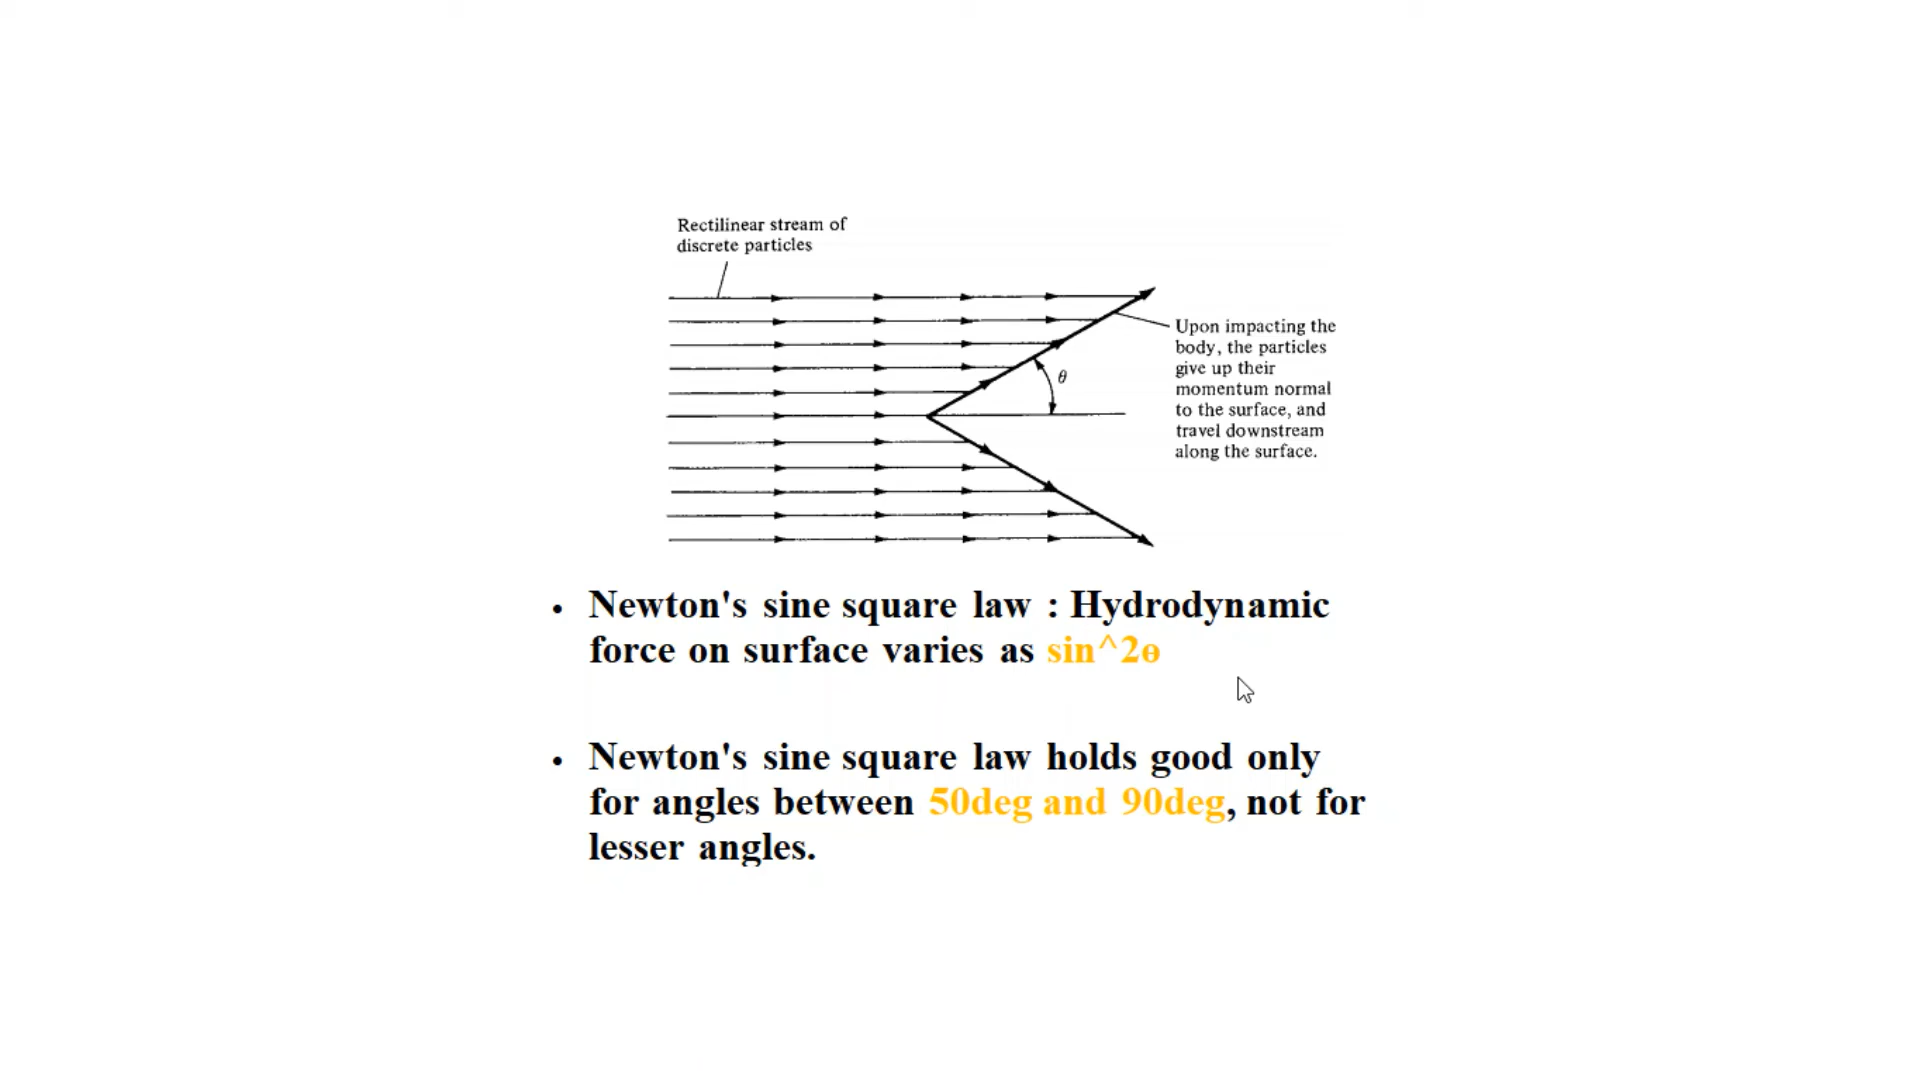 Rectilinear stream of
discrete particles
Upon impacting the
body, the particles
give up their
momentum normal
to the surface, and
travel downstream
along the surface.
θ
• Newton's sine square law : Hydrodynamic
force on surface varies as sin^2ɵ
• Newton's sine square law holds good only
for angles between 50deg and 90deg, not for
lesser angles.